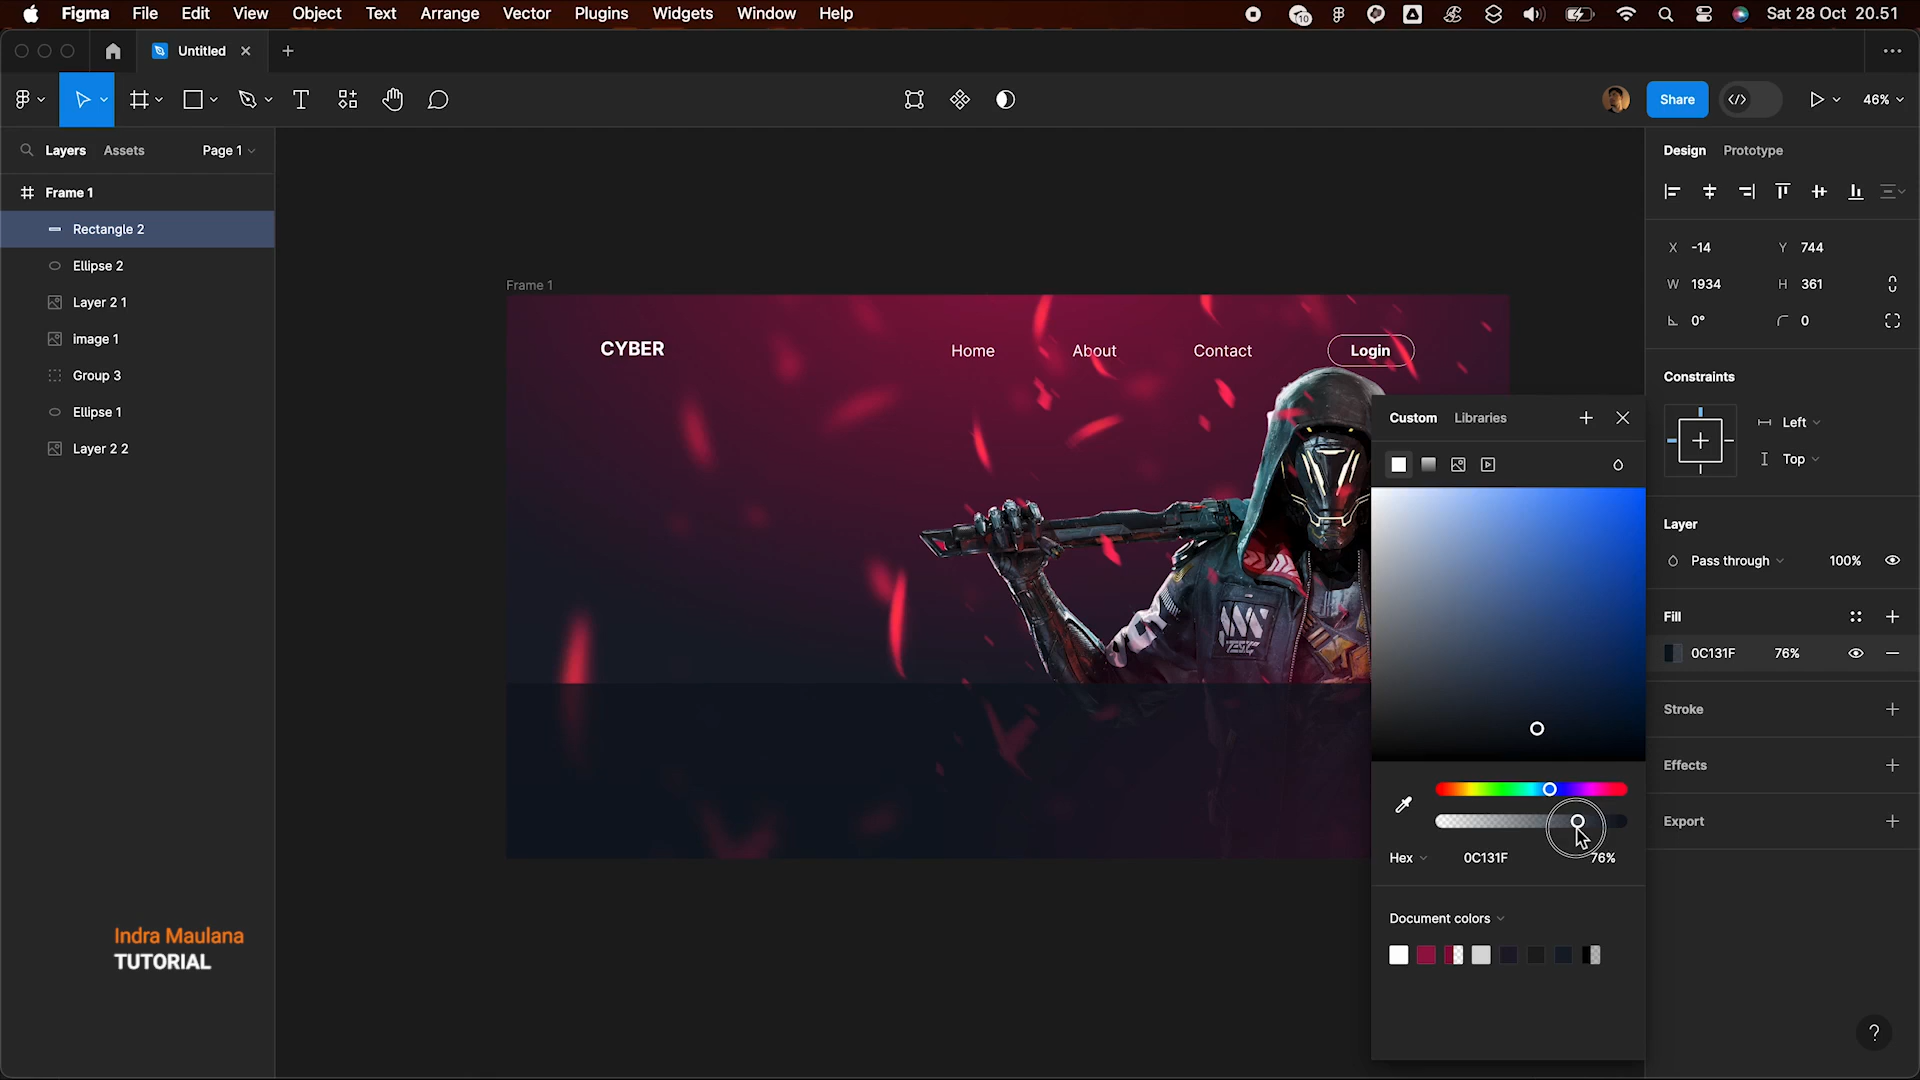 Figma File Edit View Object Text Arrange Vector Plugins Widgets Window Help
10
Sat 28 Oct 20.51
Untitled
Share
46%
Layers Assets Page 1
Frame 1
Rectangle 2
Ellipse 2
Layer 2 1
image 1
Group 3
Ellipse 1
Layer 2 2
Indra Maulana
TUTORIAL
Frame 1
CYBER Home About Contact Login
Custom Libraries
Hex 0C131F 76%
Document colors
Design Prototype
X -14 Y 744
W 1934 H 361
0° 0
Constraints
Left
Top
Layer
Pass through 100%
Fill
0C131F 76%
Stroke
Effects
Export
?